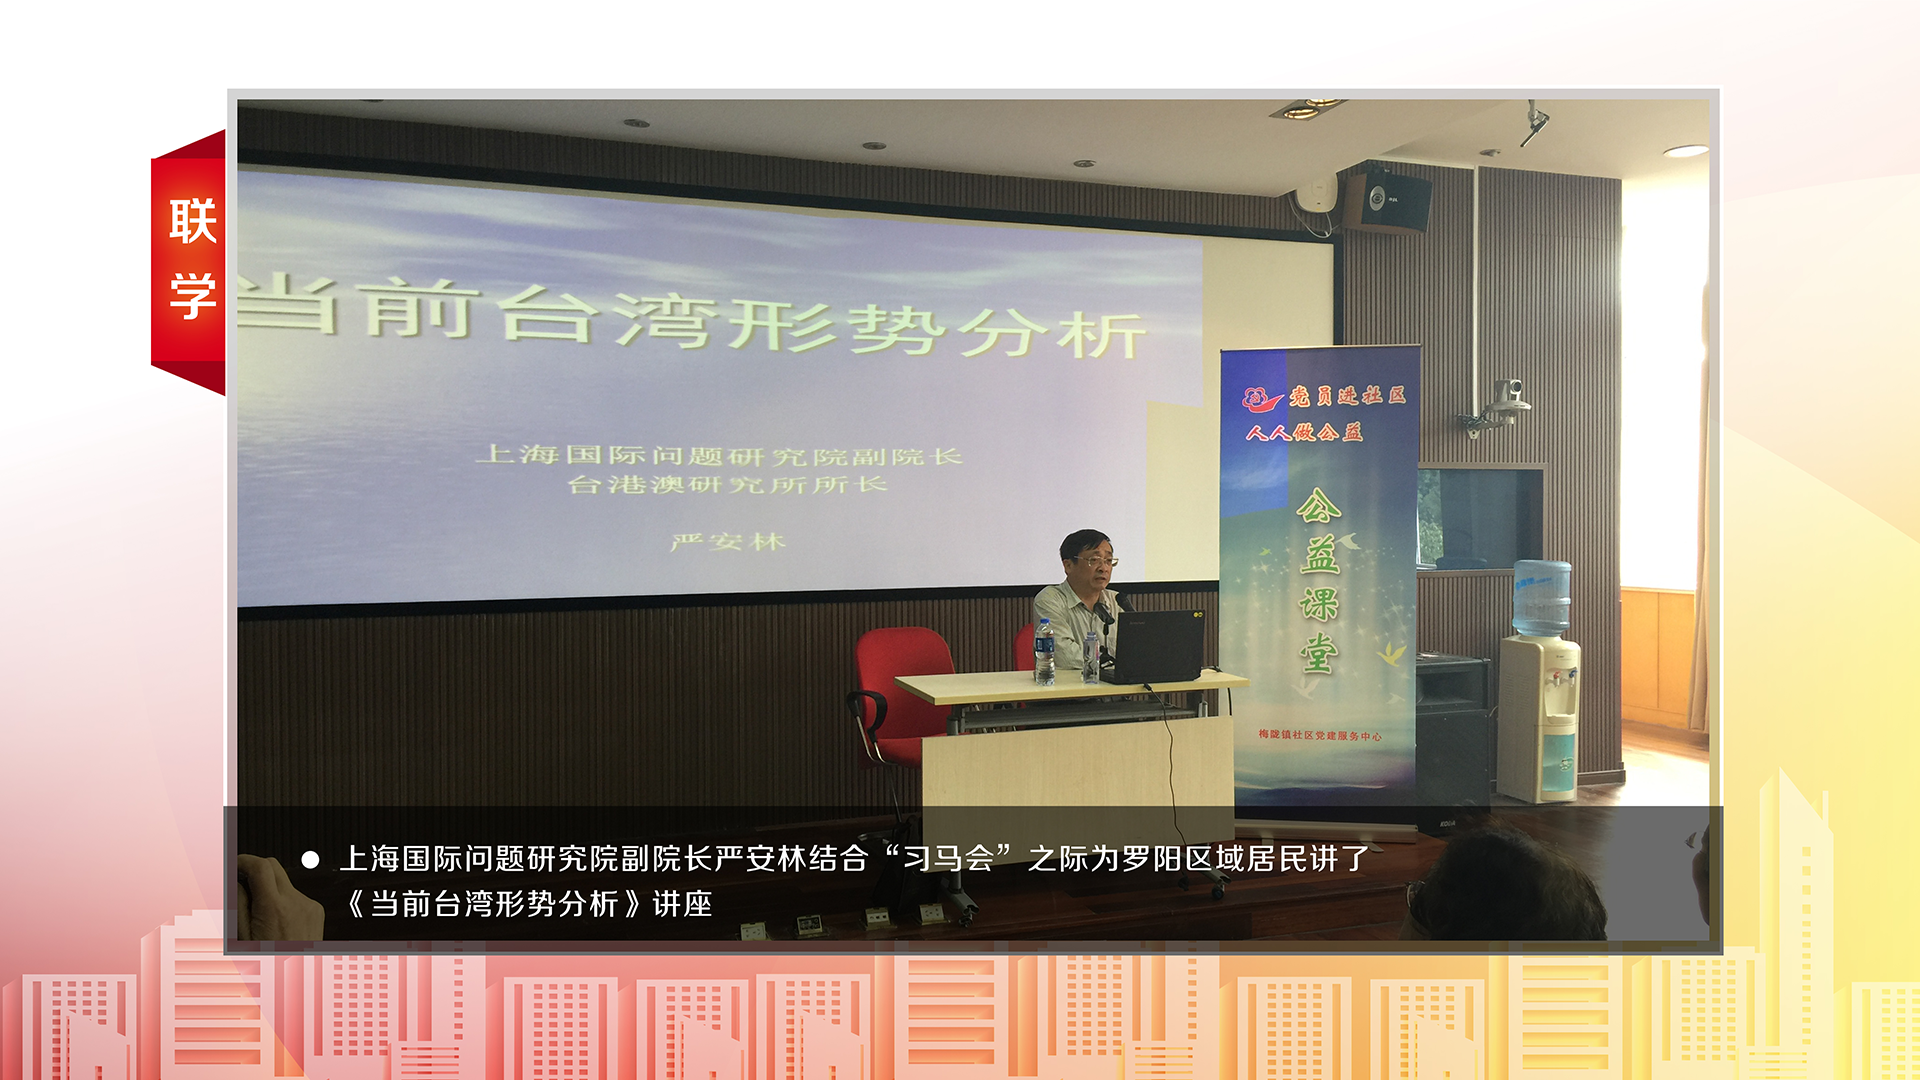 联
学
当前台湾形势分析
上海国际问题研究院副院长
台港澳研究所所长
严安林
党员进社区
人人做公益
公
益
课
堂
梅陇镇社区党建服务中心
● 上海国际问题研究院副院长严安林结合“习马会”之际为罗阳区域居民讲了
《当前台湾形势分析》讲座